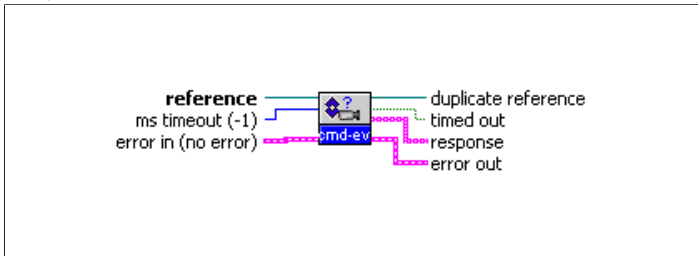 reference
ms timeout (-1)
error in (no error)
?
cmd-ev
duplicate reference
timed out
response
error out